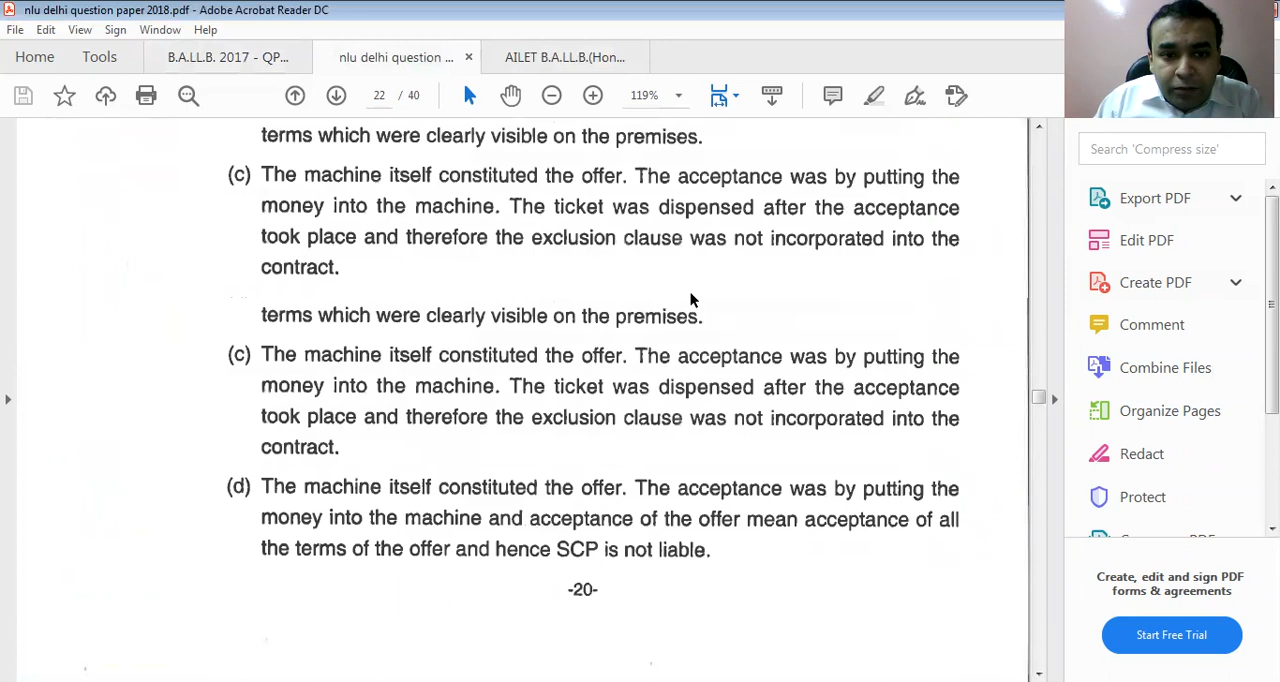 nlu delhi question paper 2018.pdf - Adobe Acrobat Reader DC
File Edit View Window Sign Help
Home Tools B.A.LL.B. 2017 - QP... nlu delhi question ... × AILET B.A.LL.B.(Hon...
22 / 40 119%
terms which were clearly visible on the premises.
(c) The machine itself constituted the offer. The acceptance was by putting the
money into the machine. The ticket was dispensed after the acceptance
took place and therefore the exclusion clause was not incorporated into the
contract.
terms which were clearly visible on the premises.
(c) The machine itself constituted the offer. The acceptance was by putting the
money into the machine. The ticket was dispensed after the acceptance
took place and therefore the exclusion clause was not incorporated into the
contract.
(d) The machine itself constituted the offer. The acceptance was by putting the
money into the machine and acceptance of the offer mean acceptance of all
the terms of the offer and hence SCP is not liable.
-20-
Search 'Compress size'
Export PDF
Edit PDF
Create PDF
Comment
Combine Files
Organize Pages
Redact
Protect
Create, edit and sign PDF
forms & agreements
Start Free Trial